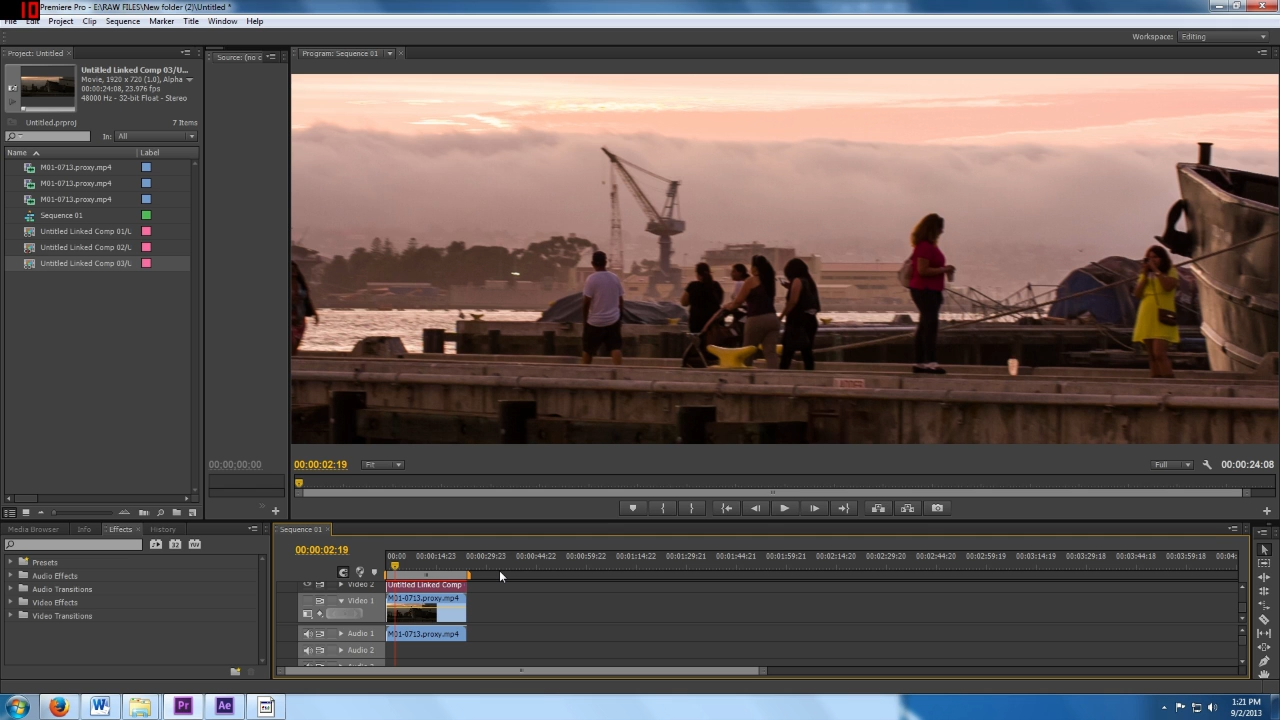 10
Premiere Pro - E:\RAW FILES\New folder (2)\Untitled *
File Edit Project Clip Sequence Marker Title Window Help
Workspace: Editing
Project: Untitled
Source: (no c
Program: Sequence 01
Untitled Linked Comp 03/U...
Movie, 1920 x 720 (1.0), Alpha
00:00:24:08, 23.976 fps
48000 Hz - 32-bit Float - Stereo
Untitled.prproj
7 Items
In: All
Name
Label
M01-0713.proxy.mp4
M01-0713.proxy.mp4
M01-0713.proxy.mp4
Sequence 01
Untitled Linked Comp 01/L
Untitled Linked Comp 02/L
Untitled Linked Comp 03/L
00;00;00;00
00:00:02:19
Fit
Full
00:00:24:08
Media Browser
Info
Effects
History
Presets
Audio Effects
Audio Transitions
Video Effects
Video Transitions
Sequence 01
00:00:02:19
00:00 00:00:14:23 00:00:29:23 00:00:44:22 00:00:59:22 00:01:14:22 00:01:29:21 00:01:44:21 00:01:59:21 00:02:14:20 00:02:29:20 00:02:44:20 00:02:59:19 00:03:14:19 00:03:29:18 00:03:44:18 00:03:59:18 00:04:
Video 2
Untitled Linked Comp
Video 1
M01-0713.proxy.mp4
Audio 1
M01-0713.proxy.mp4
Audio 2
W
Pr
Ae
1:21 PM
9/2/2013